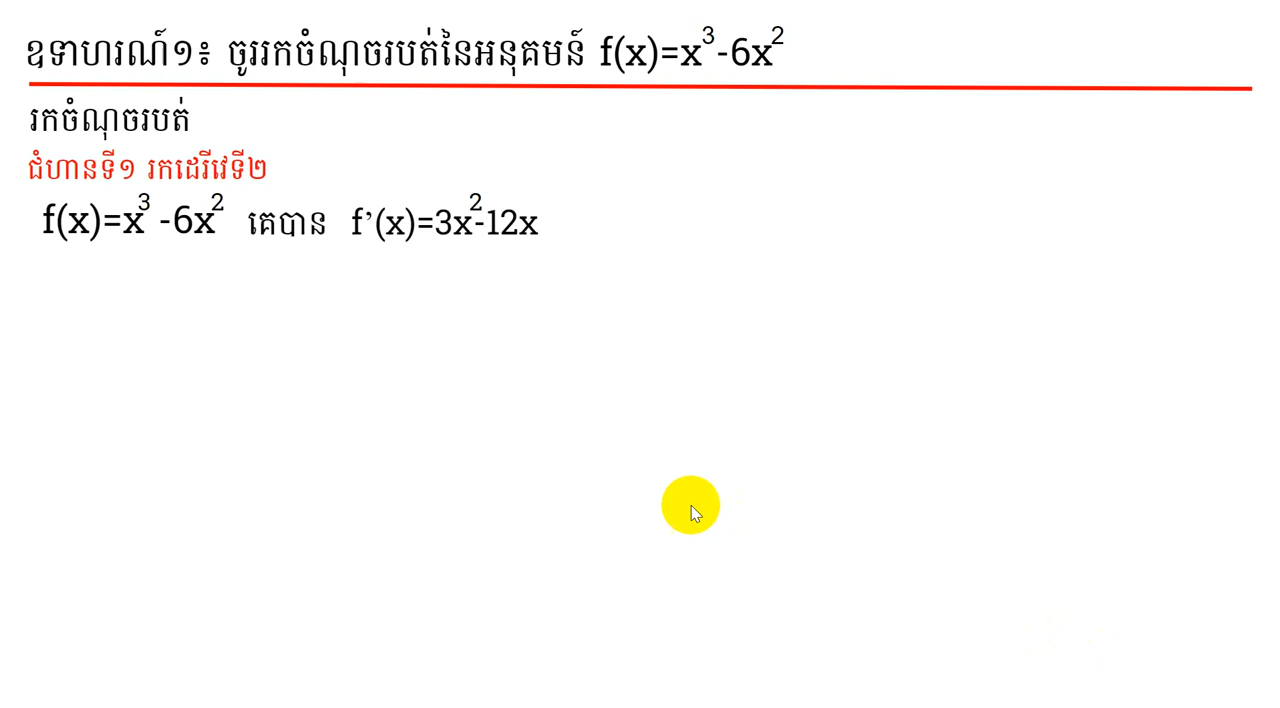 ឧទាហរណ៍១៖ ចូររកចំណុចរបត់នៃអនុគមន៍ f(x)=x³-6x²
រកចំណុចរបត់
ជំហានទី១ រកដេរីវេទី២
f(x)=x³ -6x² គេបាន f’(x)=3x²-12x